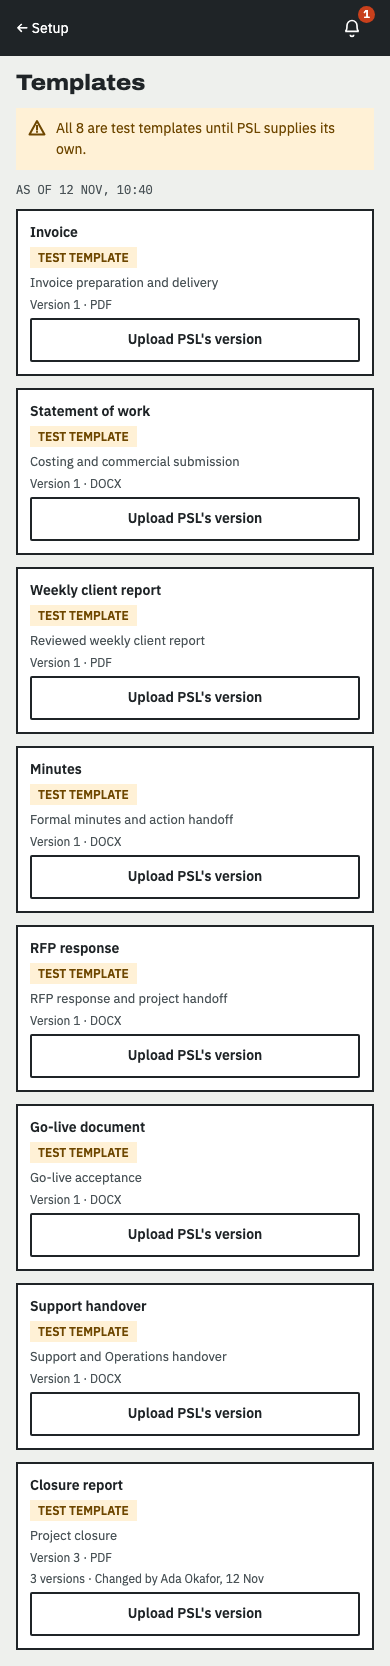 ← Setup
1
Templates
All 8 are test templates until PSL supplies its
own.
AS OF 12 NOV, 10:40
Invoice
TEST TEMPLATE
Invoice preparation and delivery
Version 1 · PDF
Upload PSL's version
Statement of work
TEST TEMPLATE
Costing and commercial submission
Version 1 · DOCX
Upload PSL's version
Weekly client report
TEST TEMPLATE
Reviewed weekly client report
Version 1 · PDF
Upload PSL's version
Minutes
TEST TEMPLATE
Formal minutes and action handoff
Version 1 · DOCX
Upload PSL's version
RFP response
TEST TEMPLATE
RFP response and project handoff
Version 1 · DOCX
Upload PSL's version
Go-live document
TEST TEMPLATE
Go-live acceptance
Version 1 · DOCX
Upload PSL's version
Support handover
TEST TEMPLATE
Support and Operations handover
Version 1 · DOCX
Upload PSL's version
Closure report
TEST TEMPLATE
Project closure
Version 3 · PDF
3 versions · Changed by Ada Okafor, 12 Nov
Upload PSL's version